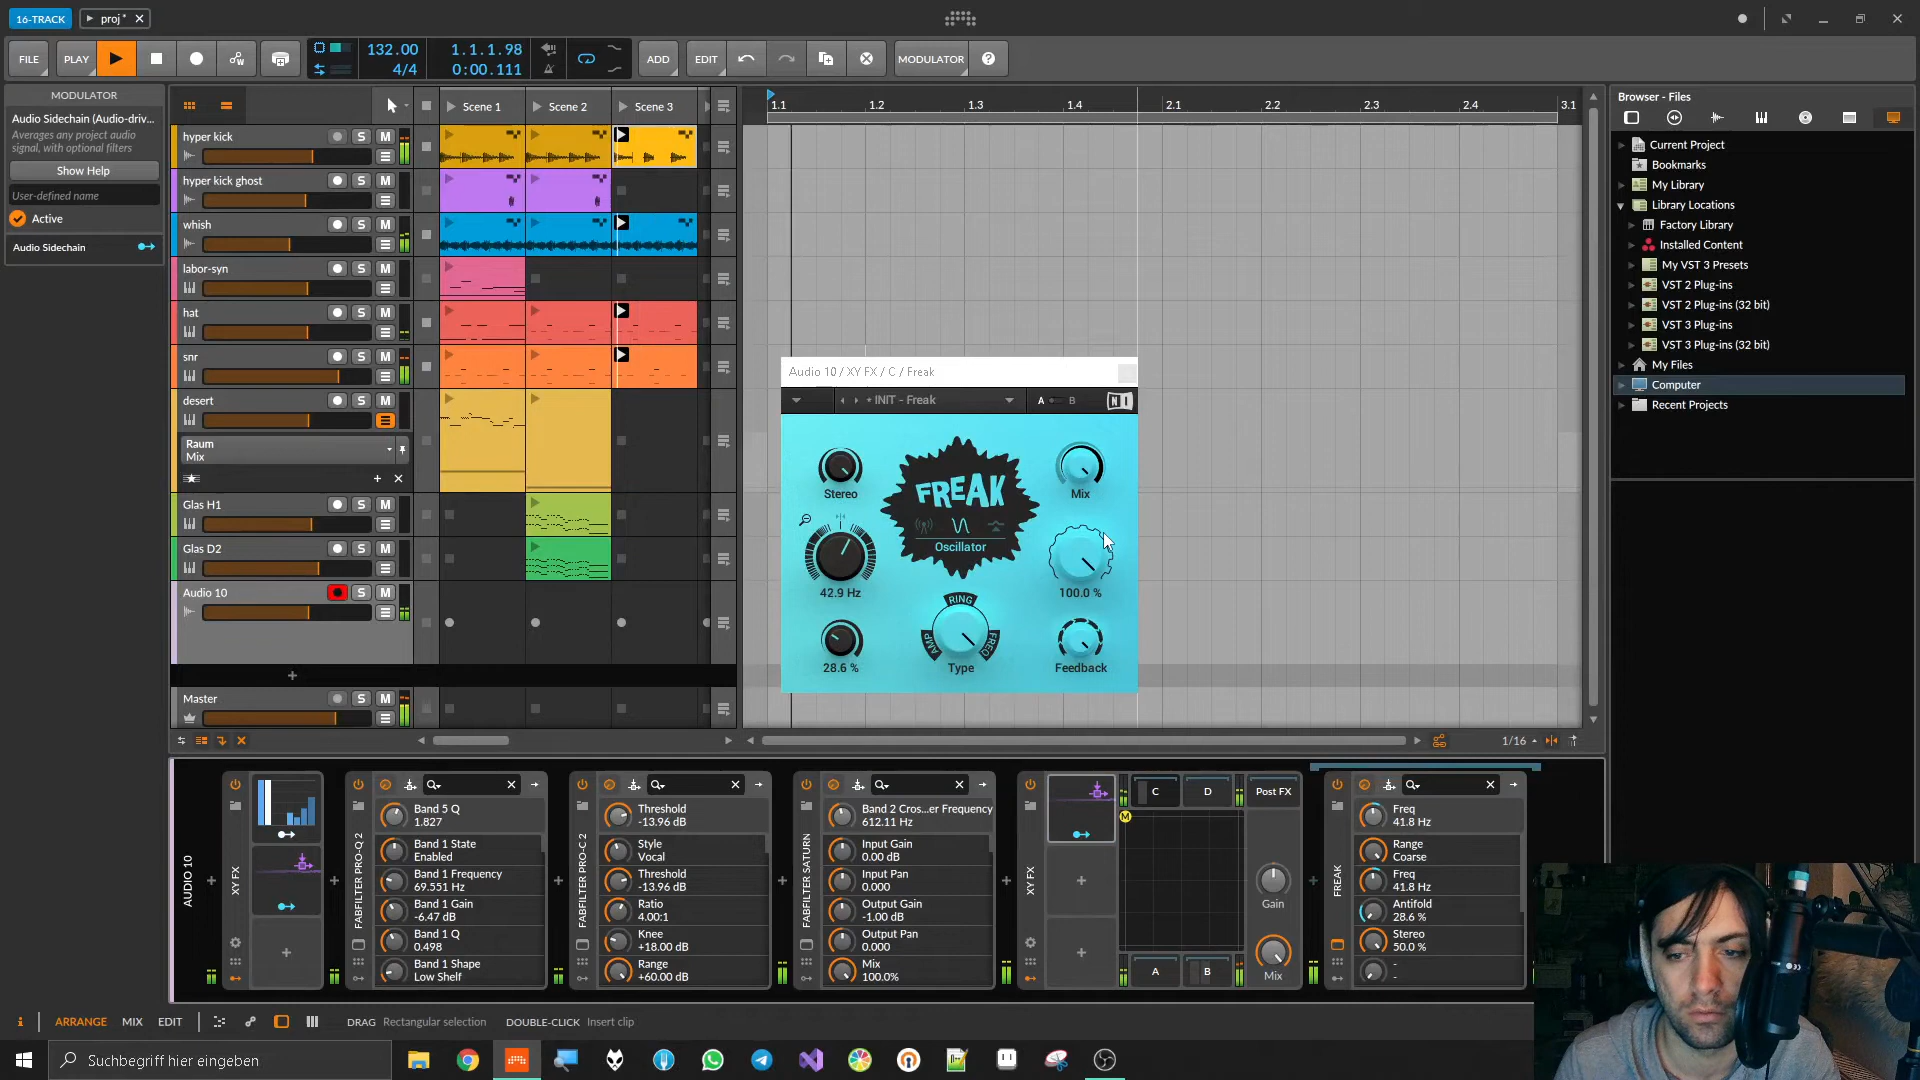 16-TRACK
proj*
FILE
PLAY
132.00
4/4
1.1.1.98
0:00.111
ADD
EDIT
MODULATOR
?
MODULATOR
Audio Sidechain (Audio-driv...
Averages any project audio
signal, with optional filters
Show Help
User-defined name
Active
Audio Sidechain
Scene 1
Scene 2
Scene 3
hyper kick
S
M
hyper kick ghost
S
M
whish
S
M
labor-syn
S
M
hat
S
M
snr
S
M
desert
S
M
Raum
Mix
Glas H1
S
M
Glas D2
S
M
Audio 10
S
M
Master
S
M
1.1
1.2
1.3
1.4
2.1
2.2
2.3
2.4
3.1
1/16
Audio 10 / XY FX / C / Freak
* INIT - Freak
A
B
Stereo
FREAK
Oscillator
Mix
42.9 Hz
100.0 %
28.6 %
RING
AMP
FREQ
Type
Feedback
Browser - Files
Current Project
Bookmarks
My Library
Library Locations
Factory Library
Installed Content
My VST 3 Presets
VST 2 Plug-ins
VST 2 Plug-ins (32 bit)
VST 3 Plug-ins
VST 3 Plug-ins (32 bit)
My Files
Computer
Recent Projects
AUDIO 10
XY FX
FABFILTER PRO-Q 2
Band 5 Q
1.827
Band 1 State
Enabled
Band 1 Frequency
69.551 Hz
Band 1 Gain
-6.47 dB
Band 1 Q
0.498
Band 1 Shape
Low Shelf
FABFILTER PRO-C 2
Threshold
-13.96 dB
Style
Vocal
Threshold
-13.96 dB
Ratio
4.00:1
Knee
+18.00 dB
Range
+60.00 dB
FABFILTER SATURN
Band 2 Cros...er Frequency
612.11 Hz
Input Gain
0.00 dB
Input Pan
0.000
Output Gain
-1.00 dB
Output Pan
0.000
Mix
100.0%
XY FX
C
D
Post FX
M
A
B
Gain
Mix
FREAK
Freq
41.8 Hz
Range
Coarse
Freq
41.8 Hz
Antifold
28.6 %
Stereo
50.0 %
-
-
i
ARRANGE
MIX
EDIT
DRAG
Rectangular selection
DOUBLE-CLICK
Insert clip
Suchbegriff hier eingeben